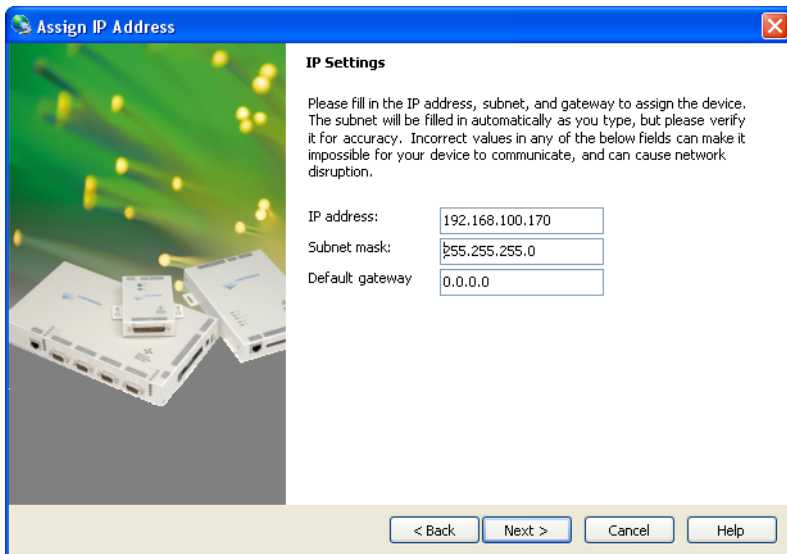 Assign IP Address
IP Settings
Please fill in the IP address, subnet, and gateway to assign the device.
The subnet will be filled in automatically as you type, but please verify
it for accuracy.  Incorrect values in any of the below fields can make it
impossible for your device to communicate, and can cause network
disruption.
IP address: 192.168.100.170
Subnet mask: 255.255.255.0
Default gateway 0.0.0.0
< Back Next > Cancel Help